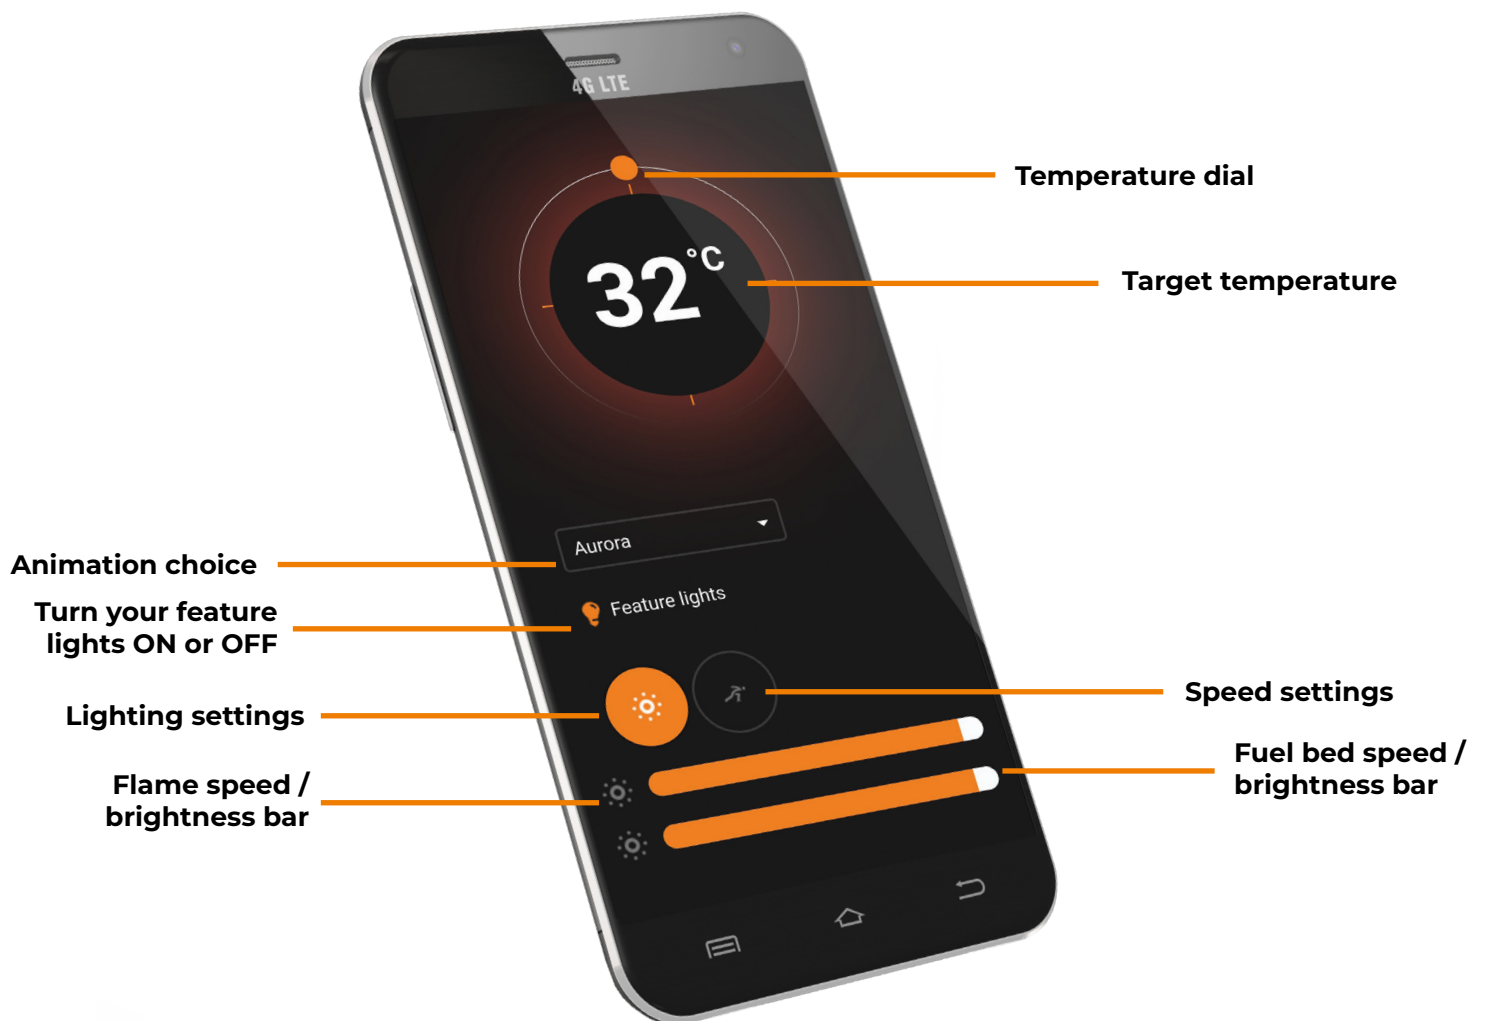 4G LTE
Temperature dial
32°C
Target temperature
Aurora
Animation choice
Feature lights
Turn your feature
lights ON or OFF
Lighting settings
Speed settings
Flame speed /
brightness bar
Fuel bed speed /
brightness bar